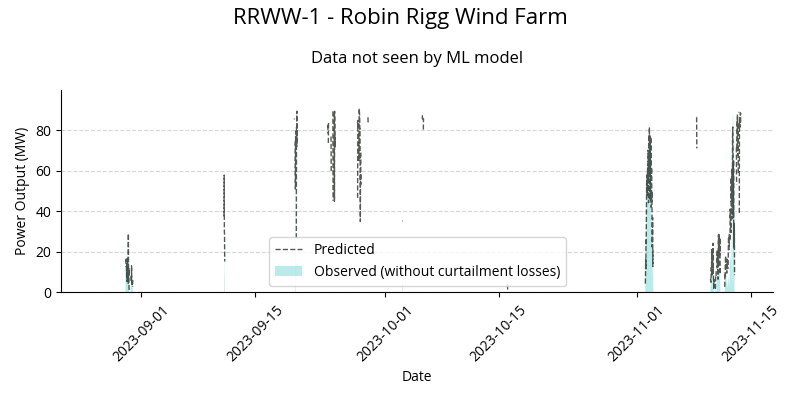 RRWW-1 - Robin Rigg Wind Farm
Data not seen by ML model
Power Output (MW)
80
60
40
20
0
Predicted
Observed (without curtailment losses)
2023-09-01
2023-09-15
2023-10-01
2023-10-15
2023-11-01
2023-11-15
Date